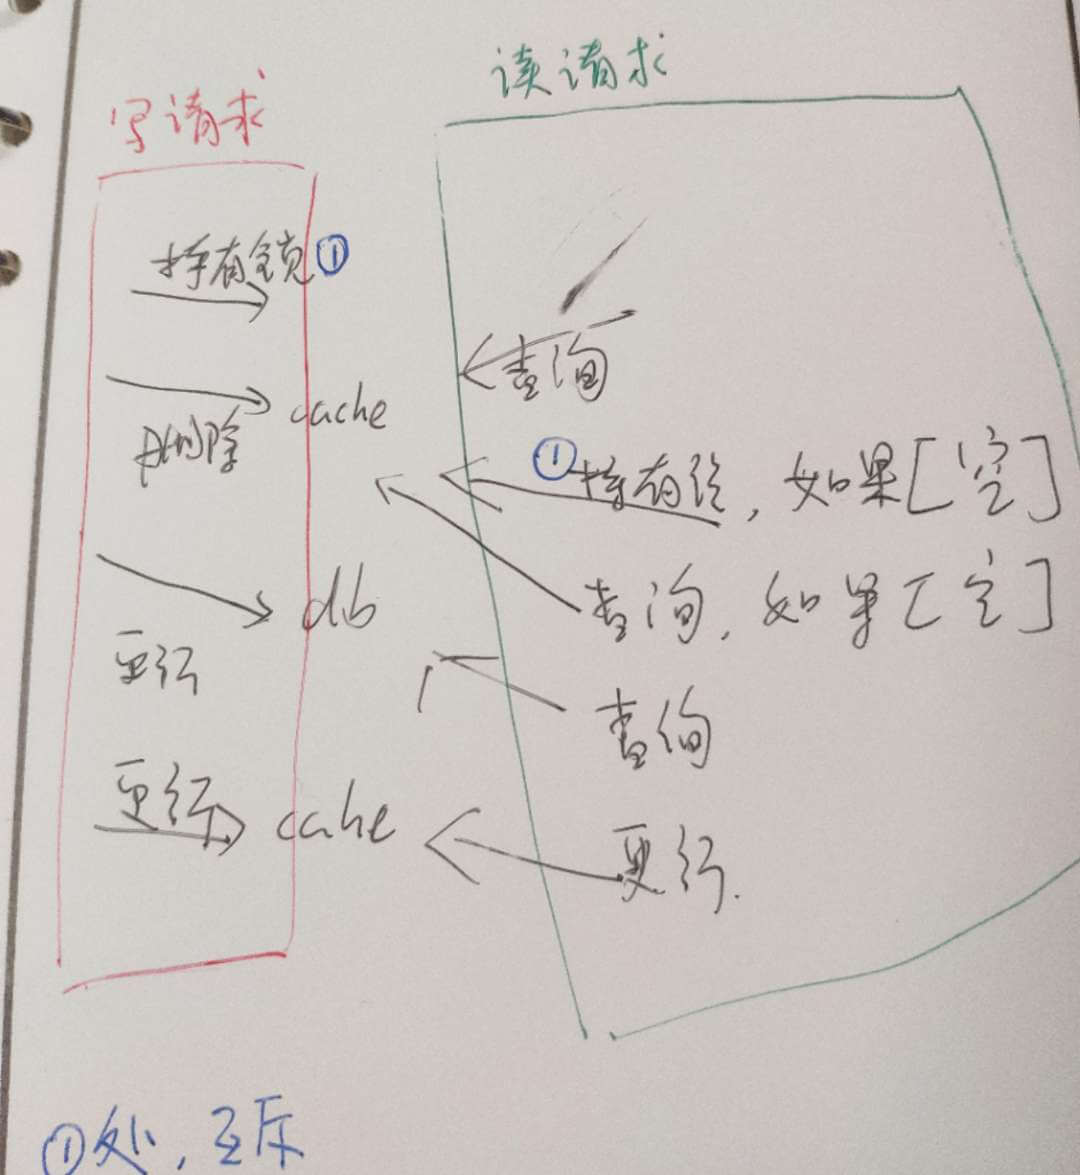 写请求
读请求
持有锁①
查询
cache
删除
①持有锁，如果[空]
db
查询，如果[空]
更新
查询
更新
cahe
更新.
①处，互斥